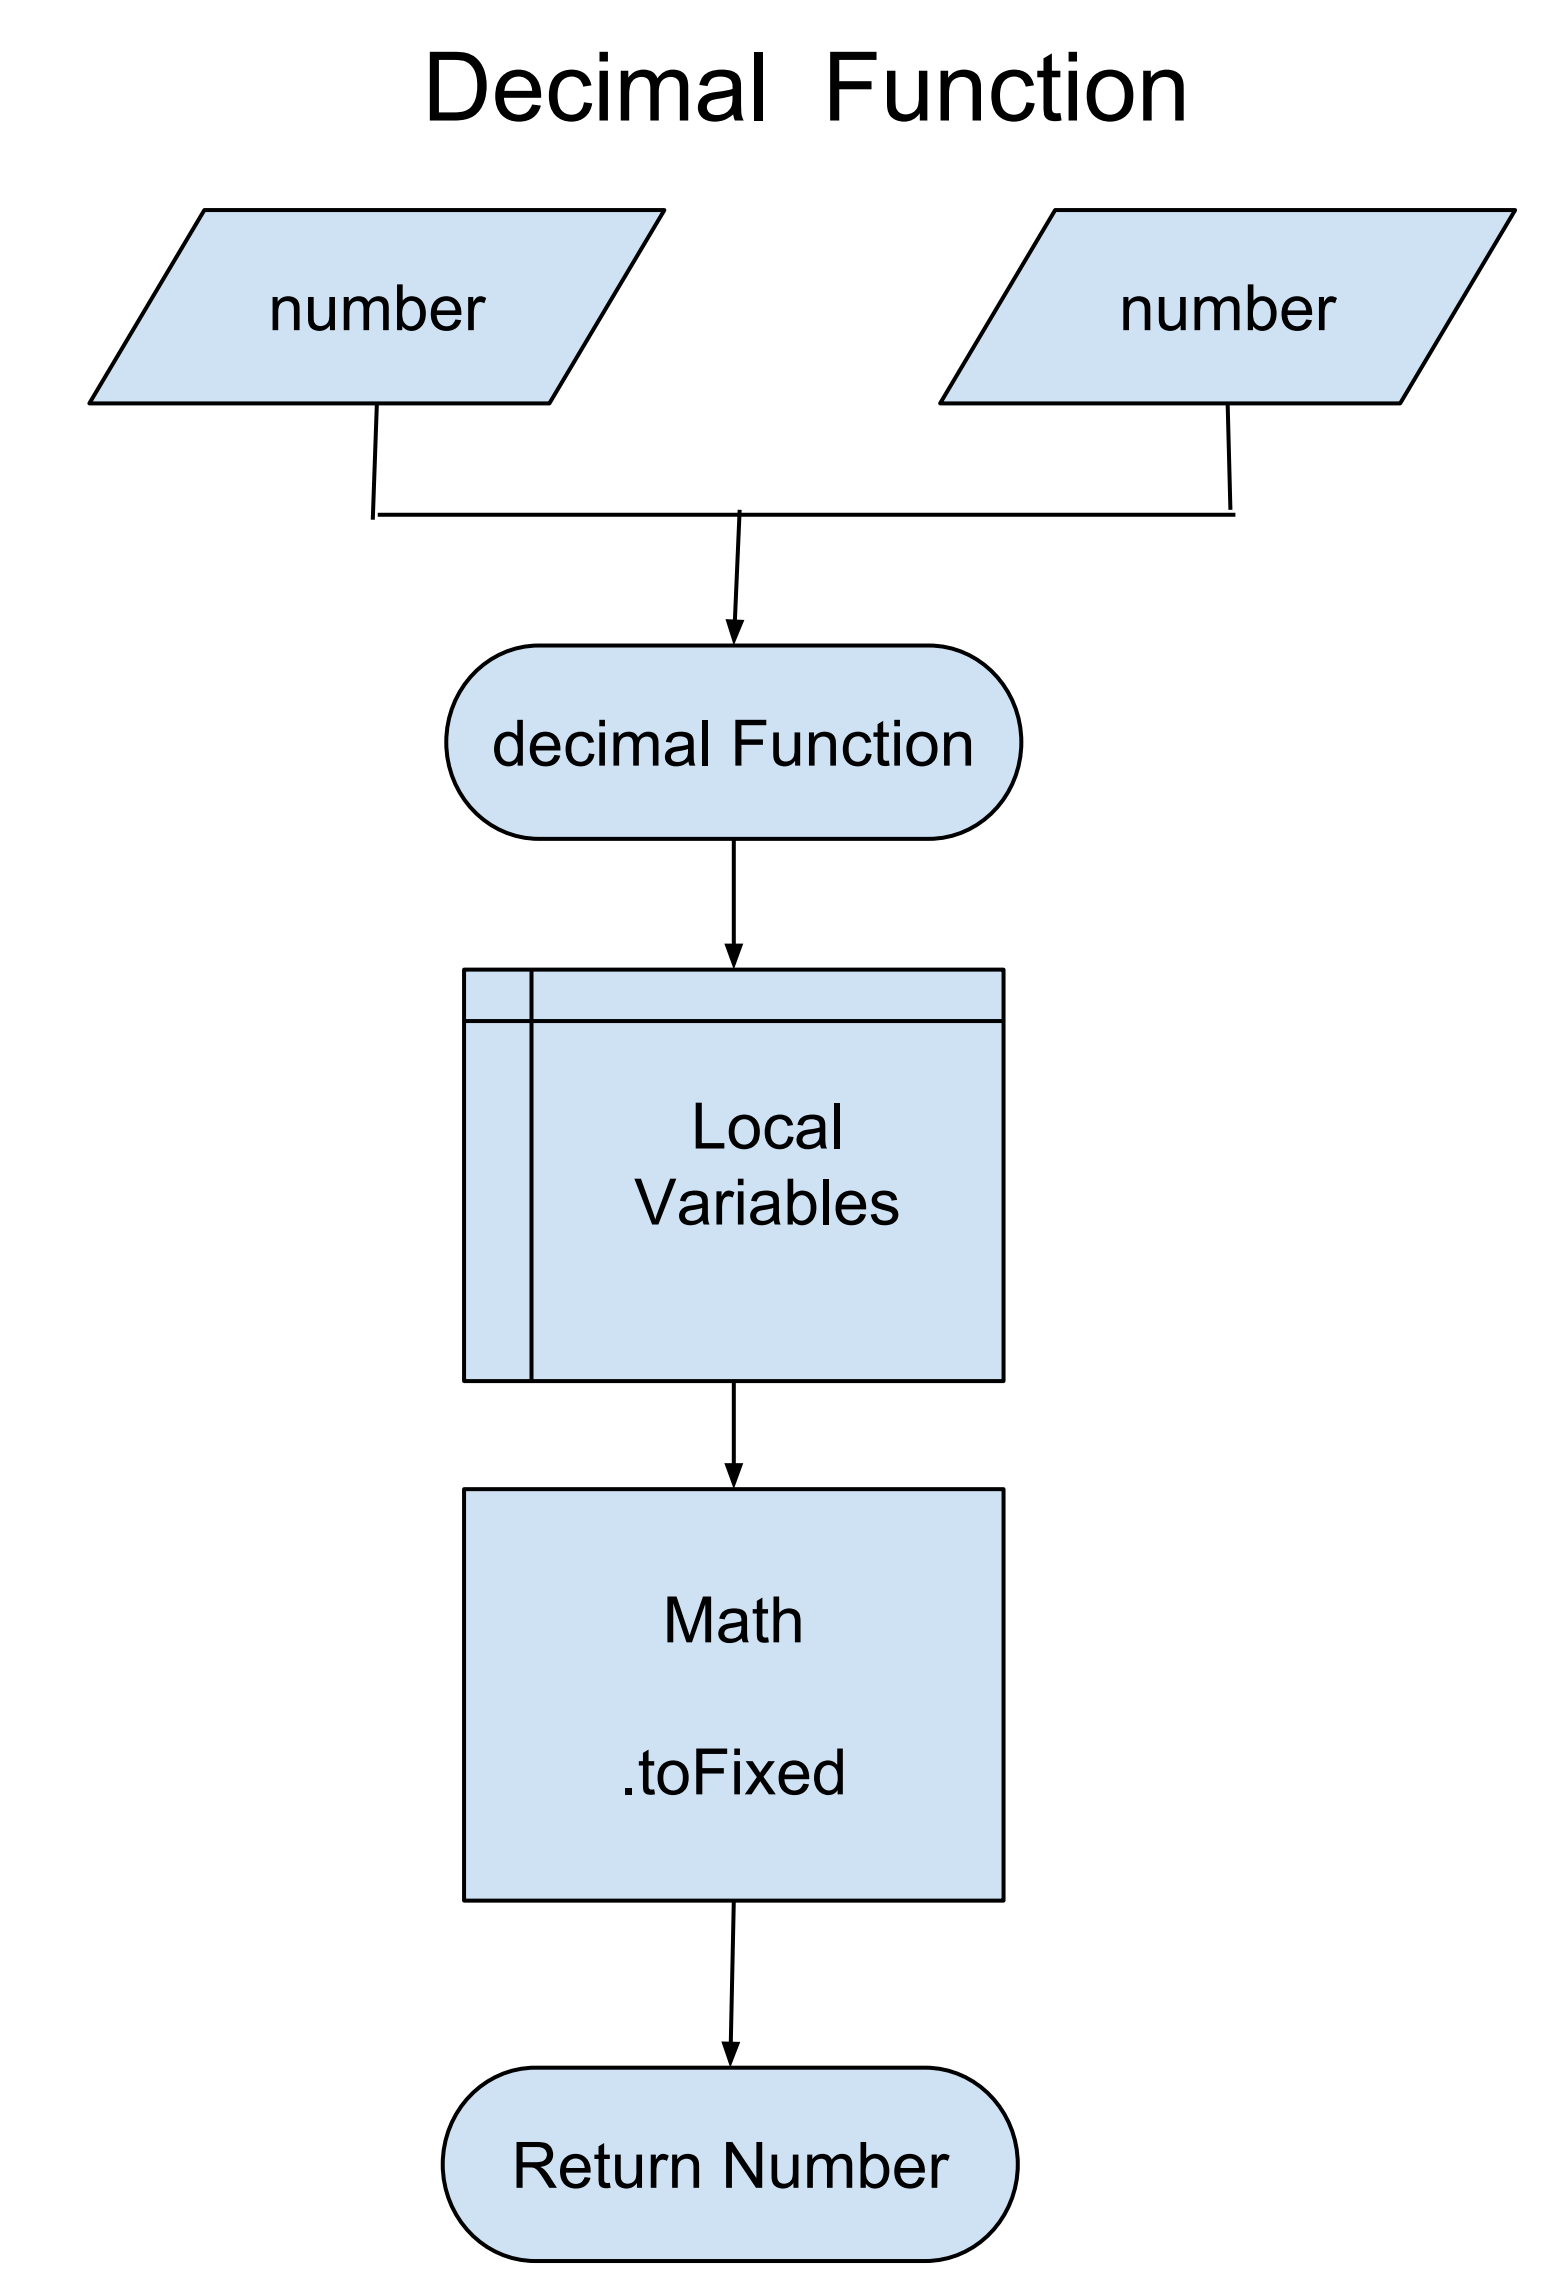 Decimal  Function
number
number
decimal Function
Local
Variables
Math
.toFixed
Return Number